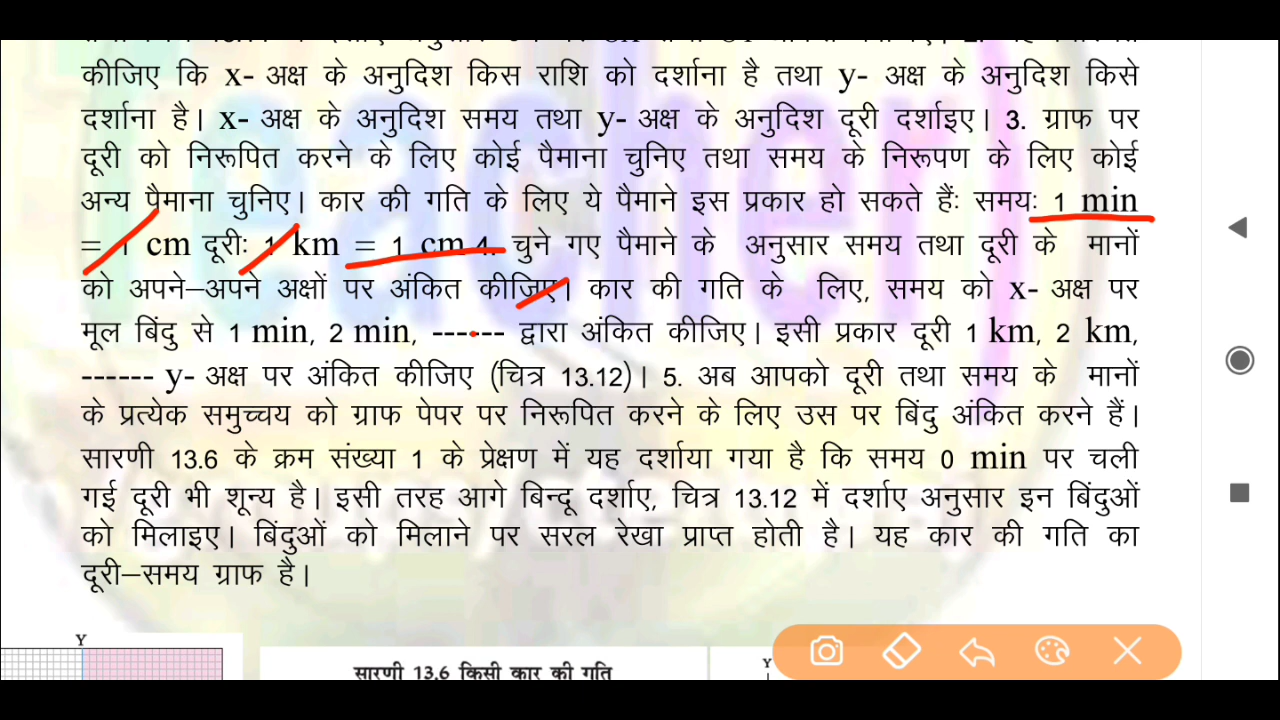 कीजिए कि x- अक्ष के अनुदिश किस राशि को दर्शाना है तथा y- अक्ष के अनुदिश किसे
दर्शाना है। x- अक्ष के अनुदिश समय तथा y- अक्ष के अनुदिश दूरी दर्शाइए। 3. ग्राफ पर
दूरी को निरूपित करने के लिए कोई पैमाना चुनिए तथा समय के निरूपण के लिए कोई
अन्य पैमाना चुनिए। कार की गति के लिए ये पैमाने इस प्रकार हो सकते हैंः समयः 1 min
= 1 cm दूरीः 1 km = 1 cm 4. चुने गए पैमाने के अनुसार समय तथा दूरी के मानों
को अपने–अपने अक्षों पर अंकित कीजिए। कार की गति के लिए, समय को x- अक्ष पर
मूल बिंदु से 1 min, 2 min, ------ द्वारा अंकित कीजिए। इसी प्रकार दूरी 1 km, 2 km,
------ y- अक्ष पर अंकित कीजिए (चित्र 13.12)। 5. अब आपको दूरी तथा समय के मानों
के प्रत्येक समुच्चय को ग्राफ पेपर पर निरूपित करने के लिए उस पर बिंदु अंकित करने हैं।
सारणी 13.6 के क्रम संख्या 1 के प्रेक्षण में यह दर्शाया गया है कि समय 0 min पर चली
गई दूरी भी शून्य है। इसी तरह आगे बिन्दू दर्शाए, चित्र 13.12 में दर्शाए अनुसार इन बिंदुओं
को मिलाइए। बिंदुओं को मिलाने पर सरल रेखा प्राप्त होती है। यह कार की गति का
दूरी–समय ग्राफ है।
Y
सारणी 13.6 किसी कार की गति
Y